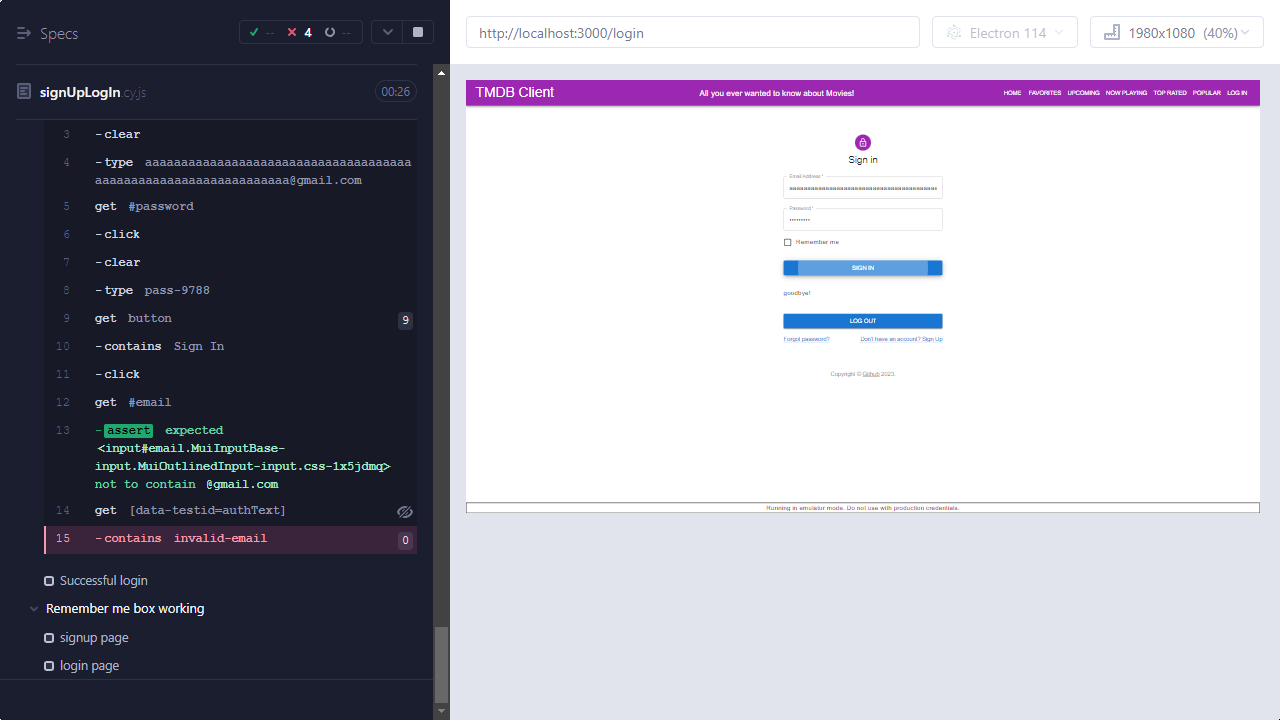 Specs
-- 4 --
signUpLogIn cy.js
00:26
3 -clear
4 -type aaaaaaaaaaaaaaaaaaaaaaaaaaaaaaaaaaaaa
aaaaaaaaaaaaaaaaaaaaaaa@gmail.com
5 get #password
6 -click
7 -clear
8 -type pass-9788
9 get button 9
10 -contains Sign In
11 -click
12 get #email
13 -assert expected
<input#email.MuiInputBase-
input.MuiOutlinedInput-input.css-1x5jdmq>
not to contain @gmail.com
15 -contains invalid-email 0
Successful login
Remember me box working
signup page
login page
http://localhost:3000/login
Electron 114
1980x1080 (40%)
TMDB Client
All you ever wanted to know about Movies!
HOME FAVORITES UPCOMING NOW PLAYING TOP RATED POPULAR LOG IN
Sign in
Email Address *
Password *
Remember me
SIGN IN
goodbye!
LOG OUT
Forgot password? Don't have an account? Sign Up
Copyright © Github 2023.
Running in emulator mode. Do not use with production credentials.